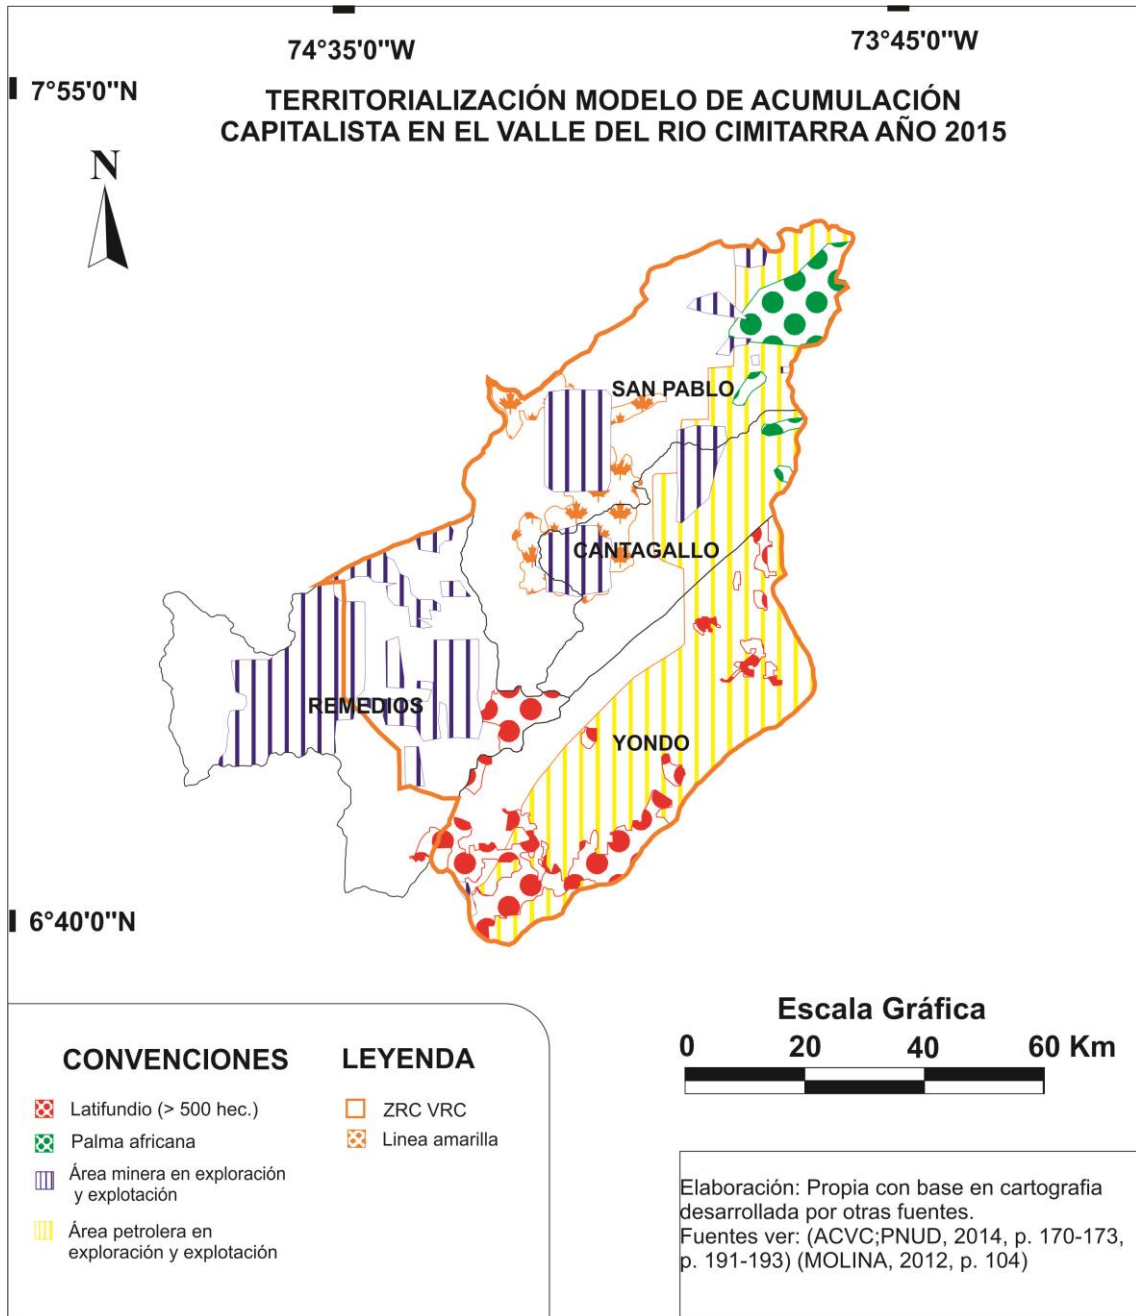 74°35'0"W
73°45'0"W
7°55'0"N
TERRITORIALIZACIÓN MODELO DE ACUMULACIÓN
CAPITALISTA EN EL VALLE DEL RIO CIMITARRA AÑO 2015
N
SAN PABLO
CANTAGALLO
REMEDIOS
YONDO
6°40'0"N
Escala Gráfica
0 20 40 60 Km
CONVENCIONES
Latifundio (> 500 hec.)
Palma africana
Área minera en exploración
y explotación
Área petrolera en
exploración y explotación
LEYENDA
ZRC VRC
Linea amarilla
Elaboración: Propia con base en cartografia
desarrollada por otras fuentes.
Fuentes ver: (ACVC;PNUD, 2014, p. 170-173,
p. 191-193) (MOLINA, 2012, p. 104)